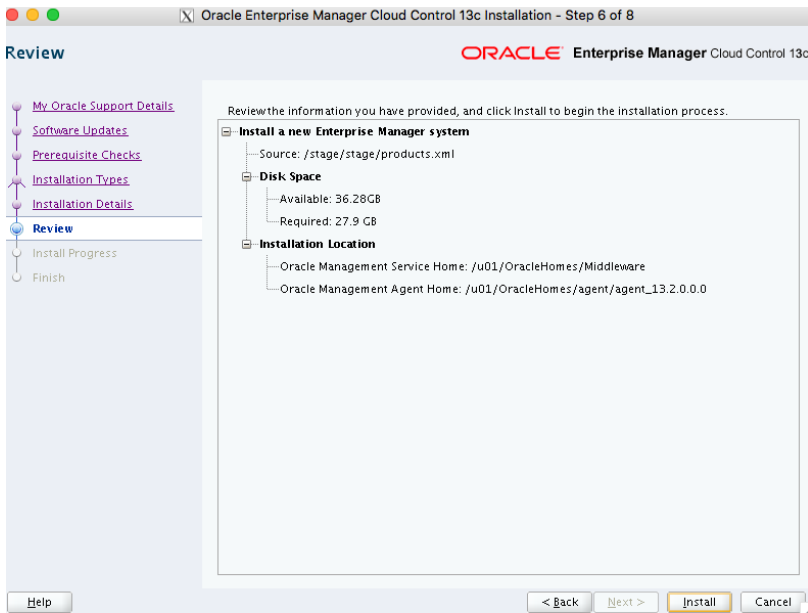 Oracle Enterprise Manager Cloud Control 13c Installation - Step 6 of 8
Review
ORACLE Enterprise Manager Cloud Control 13c
My Oracle Support Details
Software Updates
Prerequisite Checks
Installation Types
Installation Details
Review
Install Progress
Finish
Review the information you have provided, and click Install to begin the installation process.
Install a new Enterprise Manager system
Source: /stage/stage/products.xml
Disk Space
Available: 36.28GB
Required: 27.9 GB
Installation Location
Oracle Management Service Home: /u01/OracleHomes/Middleware
Oracle Management Agent Home: /u01/OracleHomes/agent/agent_13.2.0.0.0
Help
< Back
Next >
Install
Cancel